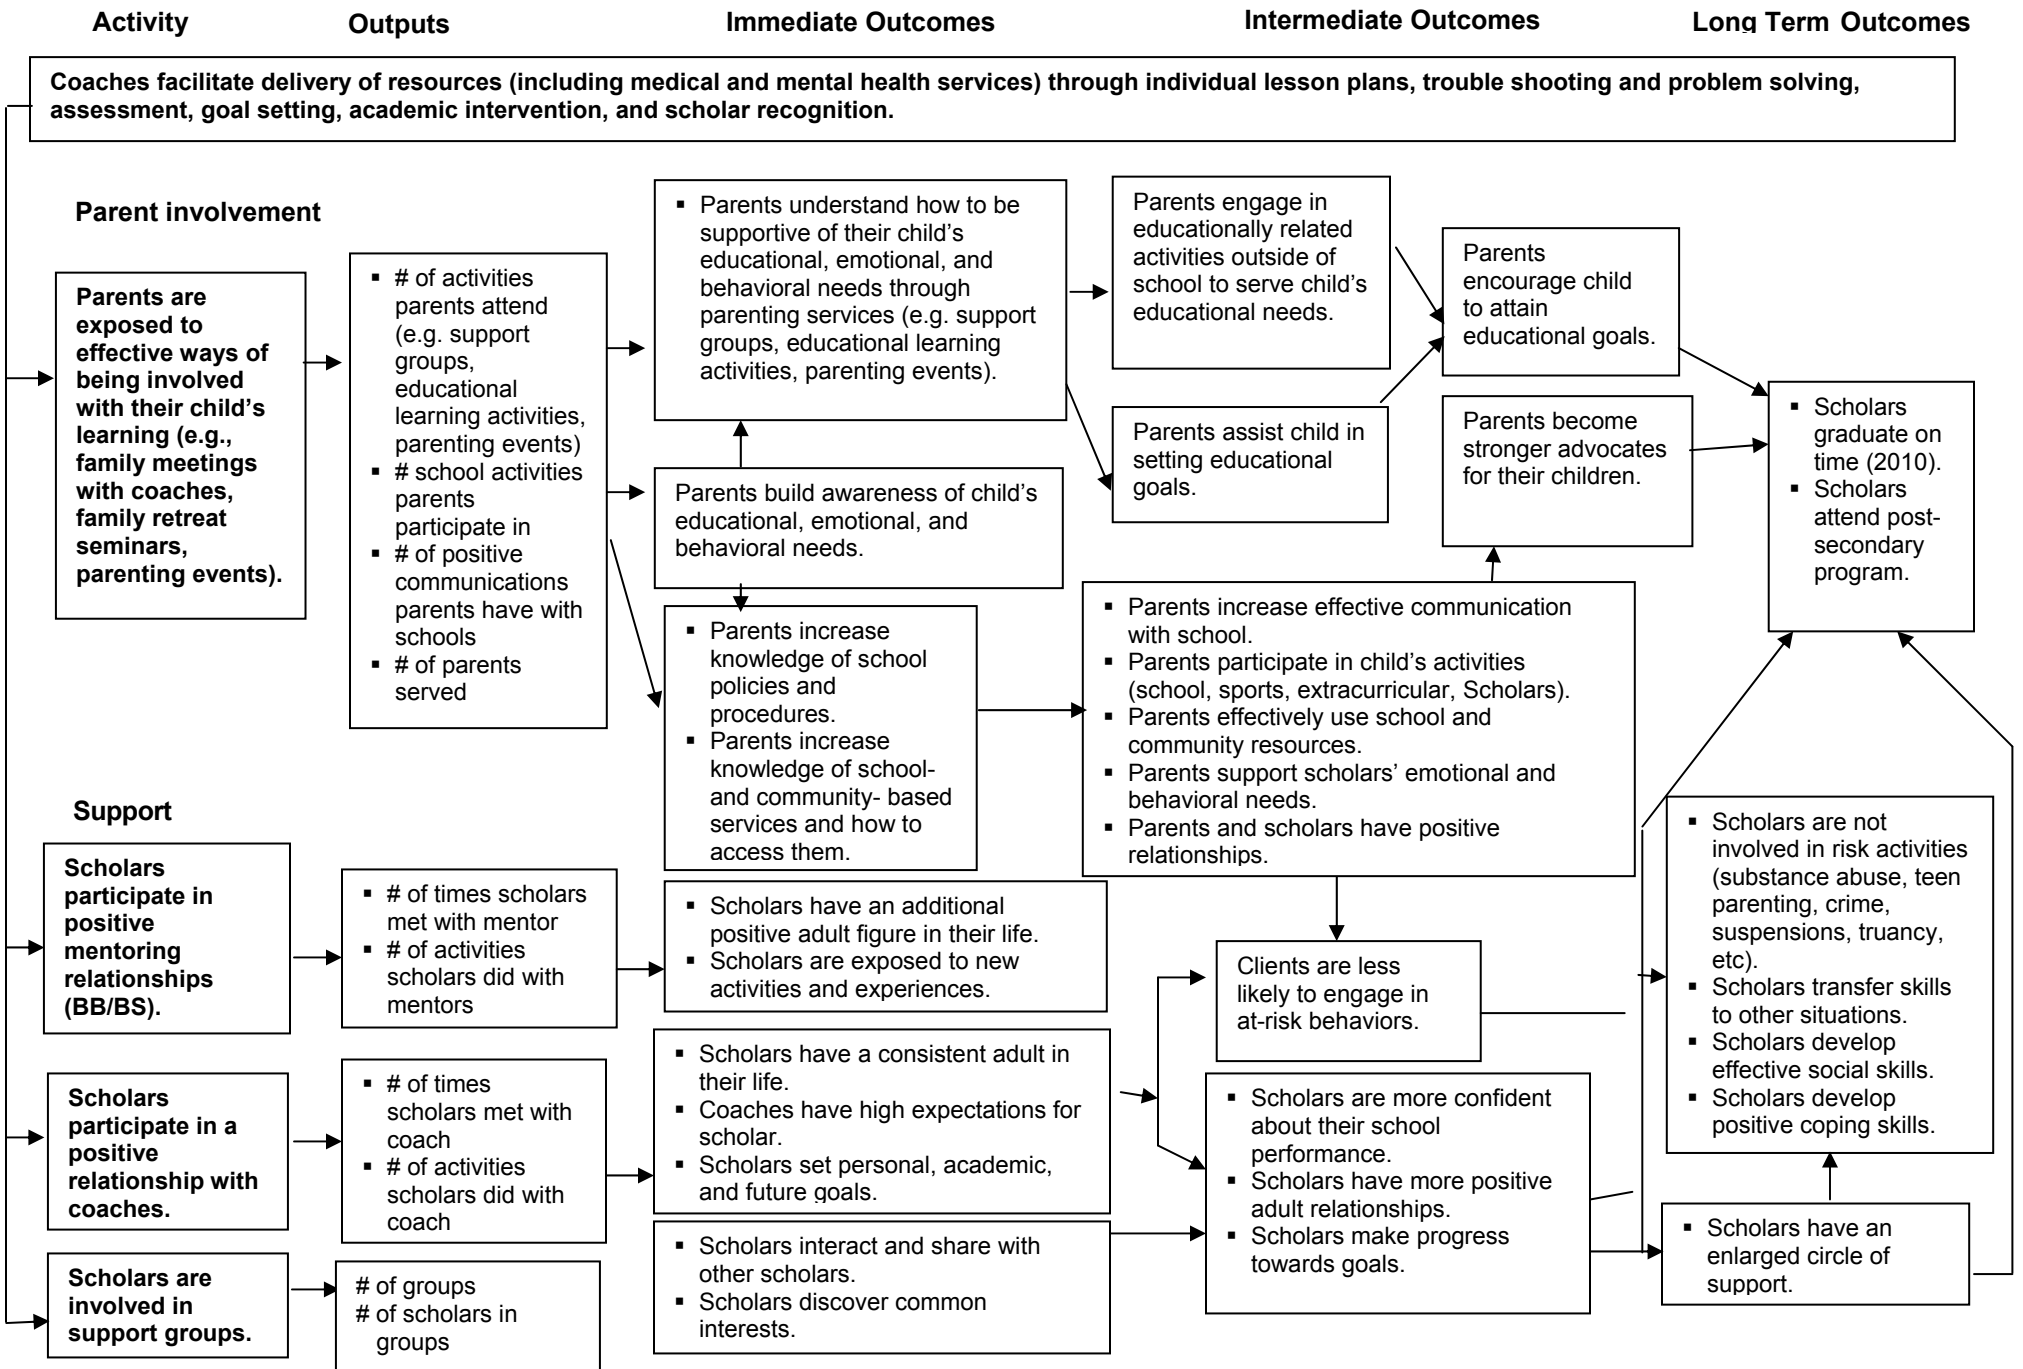 Activity
Outputs
Immediate Outcomes
Intermediate Outcomes
Long Term Outcomes
Coaches facilitate delivery of resources (including medical and mental health services) through individual lesson plans, trouble shooting and problem solving,
assessment, goal setting, academic intervention, and scholar recognition.
Parent involvement
Parents are
exposed to
effective ways of
being involved
with their child’s
learning (e.g.,
family meetings
with coaches,
family retreat
seminars,
parenting events).
▪ # of activities
parents attend
(e.g. support
groups,
educational
learning activities,
parenting events)
▪ # school activities
parents
participate in
▪ # of positive
communications
parents have with
schools
▪ # of parents
served
▪ Parents understand how to be
supportive of their child’s
educational, emotional, and
behavioral needs through
parenting services (e.g. support
groups, educational learning
activities, parenting events).
Parents build awareness of child’s
educational, emotional, and
behavioral needs.
▪ Parents increase
knowledge of school
policies and
procedures.
▪ Parents increase
knowledge of school-
and community- based
services and how to
access them.
Parents engage in
educationally related
activities outside of
school to serve child’s
educational needs.
Parents assist child in
setting educational
goals.
Parents
encourage child
to attain
educational goals.
Parents become
stronger advocates
for their children.
▪ Parents increase effective communication
with school.
▪ Parents participate in child’s activities
(school, sports, extracurricular, Scholars).
▪ Parents effectively use school and
community resources.
▪ Parents support scholars’ emotional and
behavioral needs.
▪ Parents and scholars have positive
relationships.
▪ Scholars
graduate on
time (2010).
▪ Scholars
attend post-
secondary
program.
Support
Scholars
participate in
positive
mentoring
relationships
(BB/BS).
▪ # of times scholars
met with mentor
▪ # of activities
scholars did with
mentors
▪ Scholars have an additional
positive adult figure in their life.
▪ Scholars are exposed to new
activities and experiences.
Clients are less
likely to engage in
at-risk behaviors.
▪ Scholars are not
involved in risk activities
(substance abuse, teen
parenting, crime,
suspensions, truancy,
etc).
▪ Scholars transfer skills
to other situations.
▪ Scholars develop
effective social skills.
▪ Scholars develop
positive coping skills.
Scholars
participate in a
positive
relationship with
coaches.
▪ # of times
scholars met with
coach
▪ # of activities
scholars did with
coach
▪ Scholars have a consistent adult in
their life.
▪ Coaches have high expectations for
scholar.
▪ Scholars set personal, academic,
and future goals.
▪ Scholars are more confident
about their school
performance.
▪ Scholars have more positive
adult relationships.
▪ Scholars make progress
towards goals.
▪ Scholars have an
enlarged circle of
support.
Scholars are
involved in
support groups.
# of groups
# of scholars in
groups
▪ Scholars interact and share with
other scholars.
▪ Scholars discover common
interests.